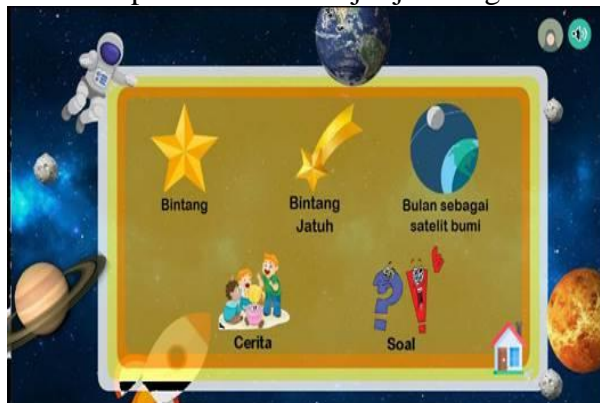 Bintang
Bintang
Jatuh
Bulan sebagai
satelit bumi
Cerita
Soal